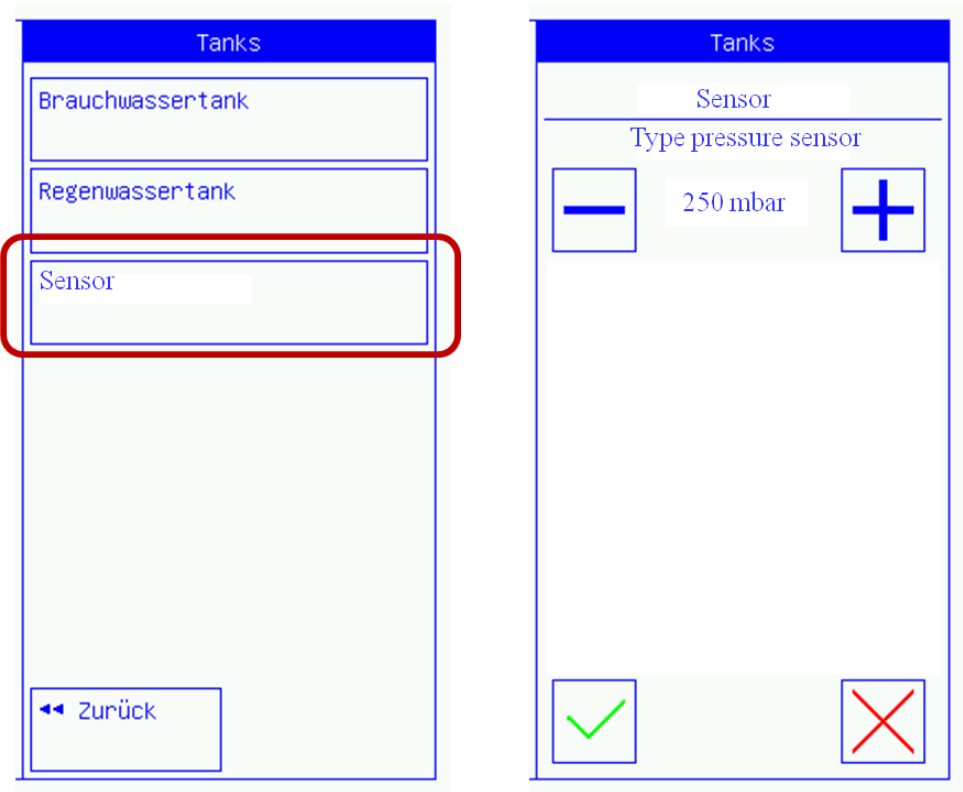 Tanks
Brauchwassertank
Regenwassertank
Sensor
◄◄ Zurück
Tanks
Sensor
Type pressure sensor
250 mbar